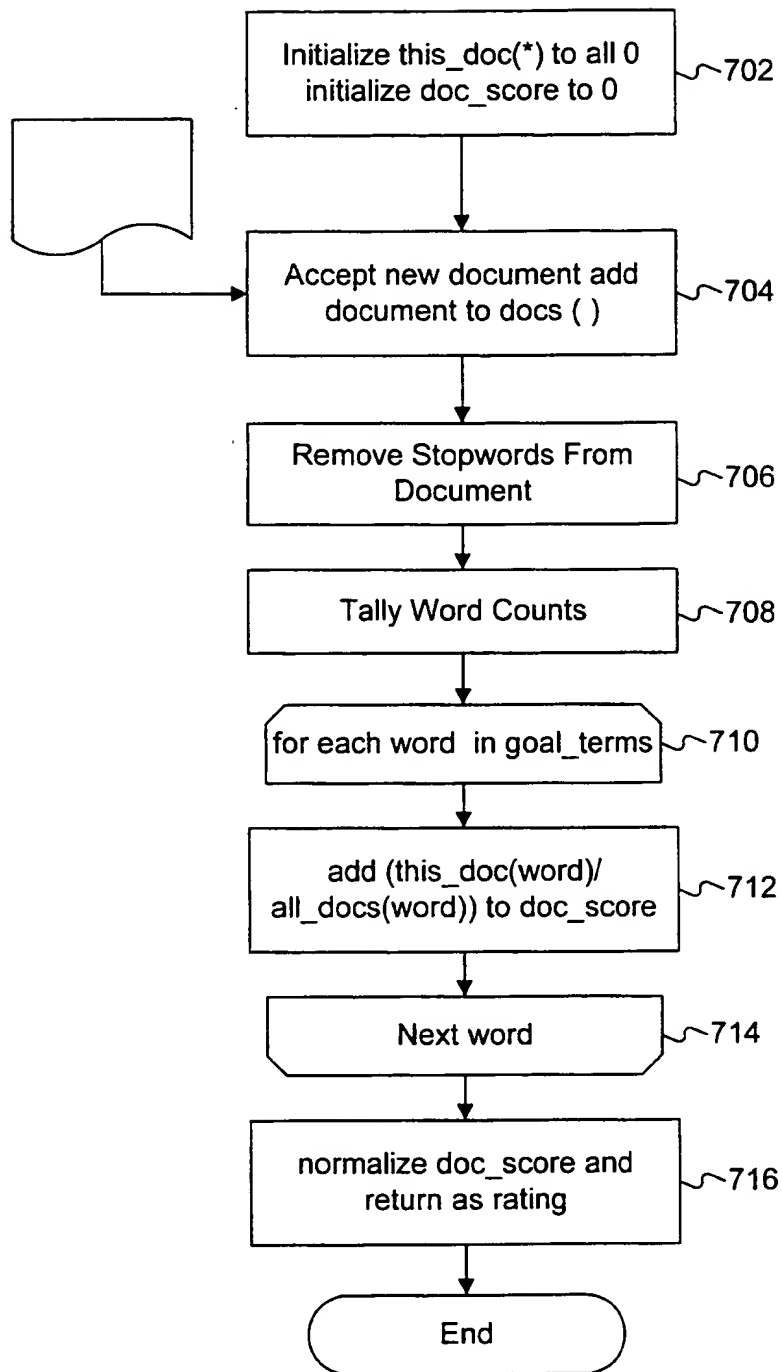 Initialize this_doc(*) to all 0
initialize doc_score to 0
702
Accept new document add
document to docs ( )
704
Remove Stopwords From
Document
706
Tally Word Counts
708
for each word in goal_terms
710
add (this_doc(word)/
all_docs(word)) to doc_score
712
Next word
714
normalize doc_score and
return as rating
716
End